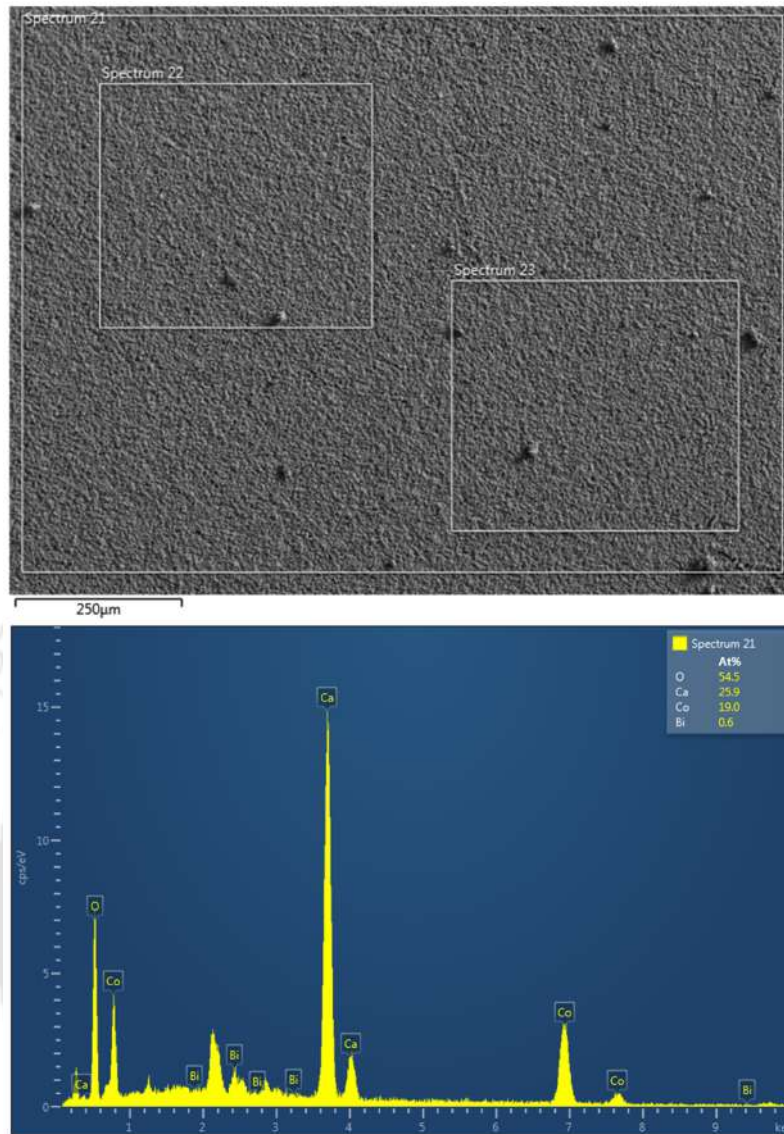 Spectrum 21
Spectrum 22
Spectrum 23
250µm
Spectrum 21
At%
O 54.5
Ca 25.9
Co 19.0
Bi 0.6
15
10
5
0
cps/eV
Ca
O
Co
Co
Bi
Ca
Ca
Bi
Bi
Bi
Co
Bi
1 2 3 4 5 6 7 8 9